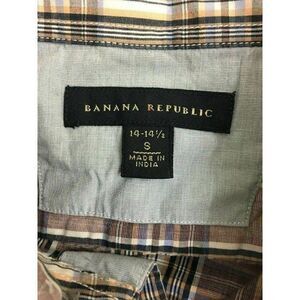 BANANA REPUBLIC
14-14½
S
MADE IN
INDIA